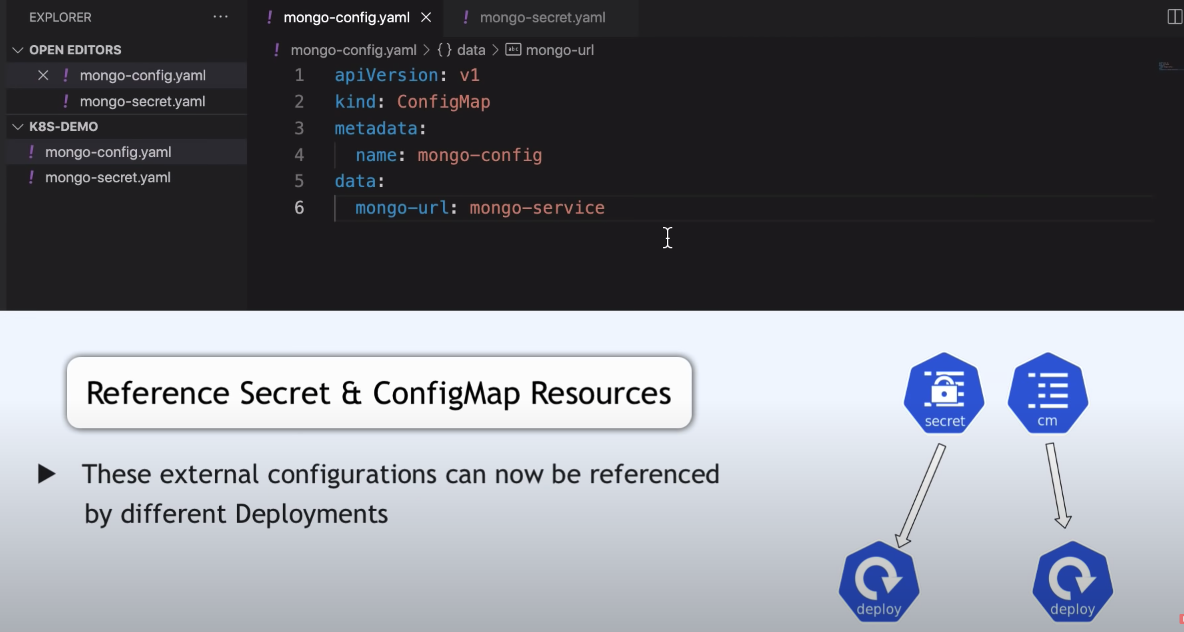 EXPLORER ···
OPEN EDITORS
mongo-config.yaml
mongo-secret.yaml
K8S-DEMO
mongo-config.yaml
mongo-secret.yaml
mongo-config.yaml
mongo-secret.yaml
mongo-config.yaml > {} data > abc mongo-url
1 apiVersion: v1
2 kind: ConfigMap
3 metadata:
4   name: mongo-config
5 data:
6   mongo-url: mongo-service
Reference Secret & ConfigMap Resources
These external configurations can now be referenced
by different Deployments
secret
cm
deploy
deploy